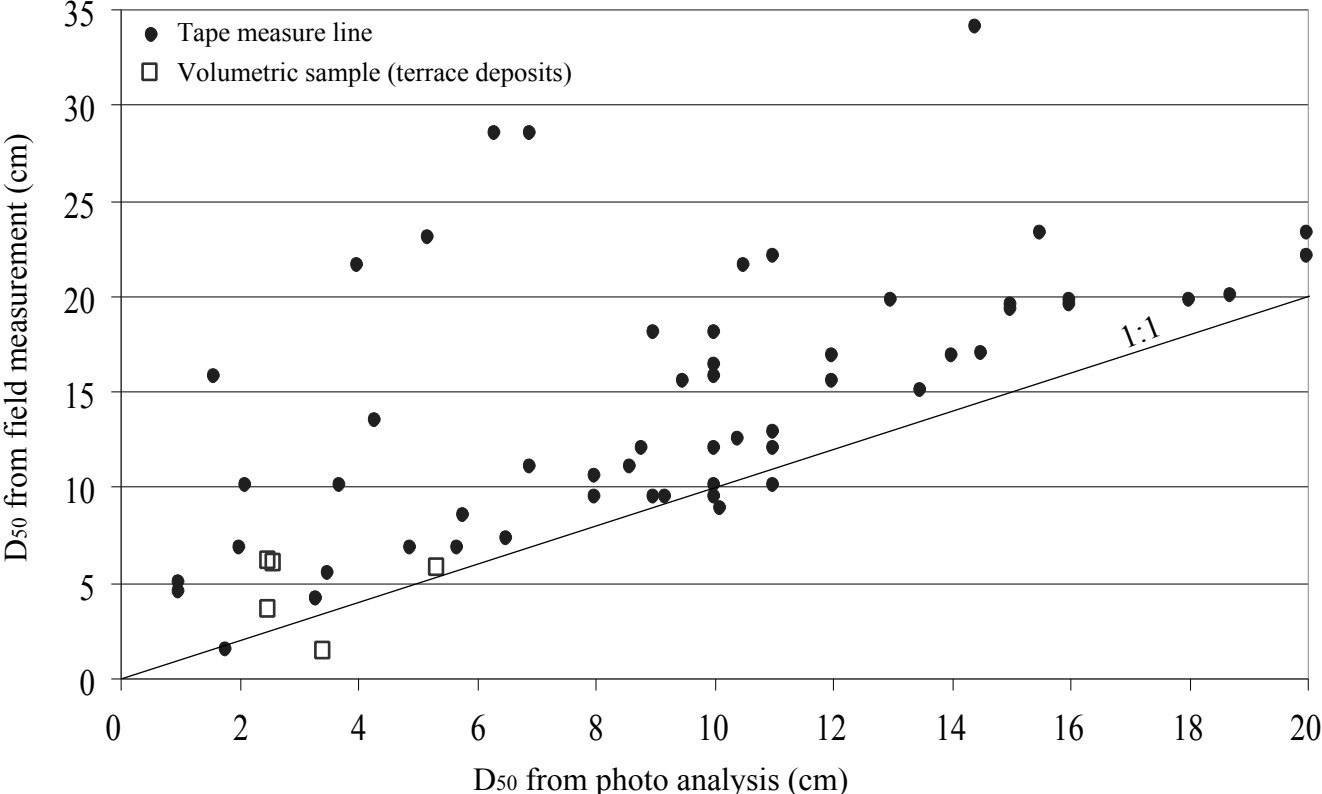 35
Tape measure line
Volumetric sample (terrace deposits)
30
25
20
15
10
5
0
1:1
D50 from field measurement (cm)
0 2 4 6 8 10 12 14 16 18 20
D50 from photo analysis (cm)